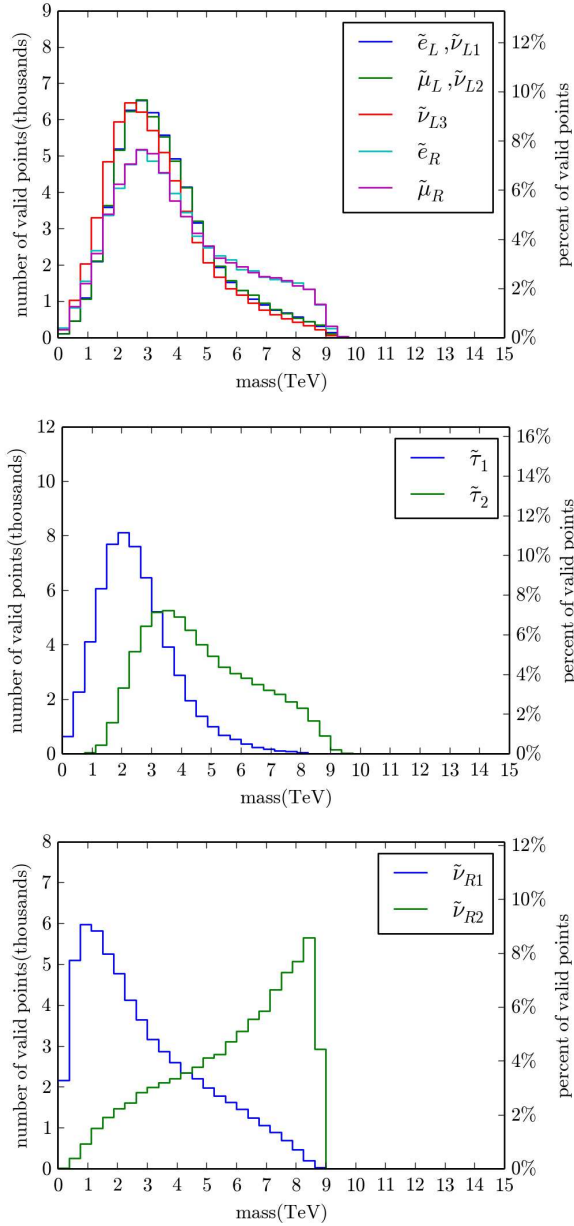 9
8
7
6
5
4
3
2
1
0
number of valid points(thousands)
12%
10%
8%
6%
4%
2%
0%
percent of valid points
ẽ_L, ν̃_L1
μ̃_L, ν̃_L2
ν̃_L3
ẽ_R
μ̃_R
0 1 2 3 4 5 6 7 8 9 10 11 12 13 14 15
mass(TeV)
12
10
8
6
4
2
0
number of valid points(thousands)
16%
14%
12%
10%
8%
6%
4%
2%
0%
percent of valid points
τ̃_1
τ̃_2
0 1 2 3 4 5 6 7 8 9 10 11 12 13 14 15
mass(TeV)
8
7
6
5
4
3
2
1
0
number of valid points(thousands)
12%
10%
8%
6%
4%
2%
0%
percent of valid points
ν̃_R1
ν̃_R2
0 1 2 3 4 5 6 7 8 9 10 11 12 13 14 15
mass(TeV)